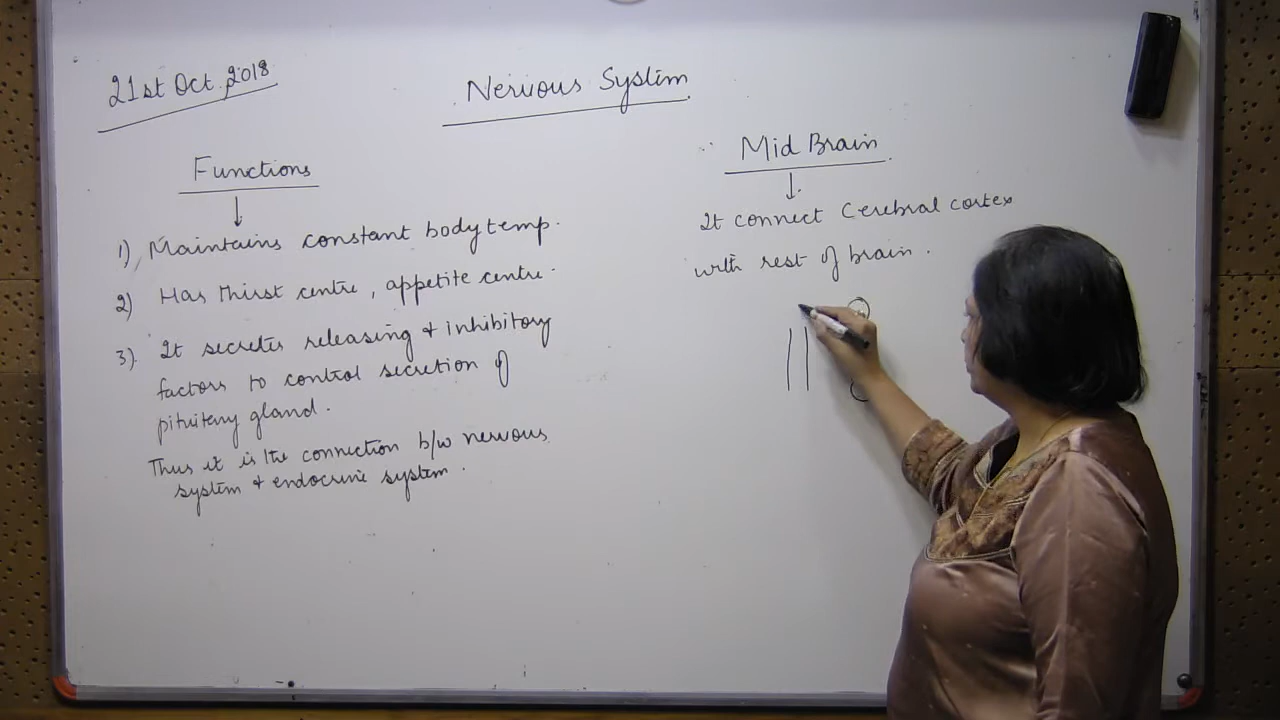 21st Oct, 2018
Nervous System
Functions
↓
1) Maintains constant body temp.
2) Has thirst centre, appetite centre.
3) It secretes releasing + inhibitory
factors to control secretion of
pituitary gland.
Thus it is the connection b/w nervous
system + endocrine system.
Mid Brain
↓
It connect Cerebral cortex
with rest of brain.